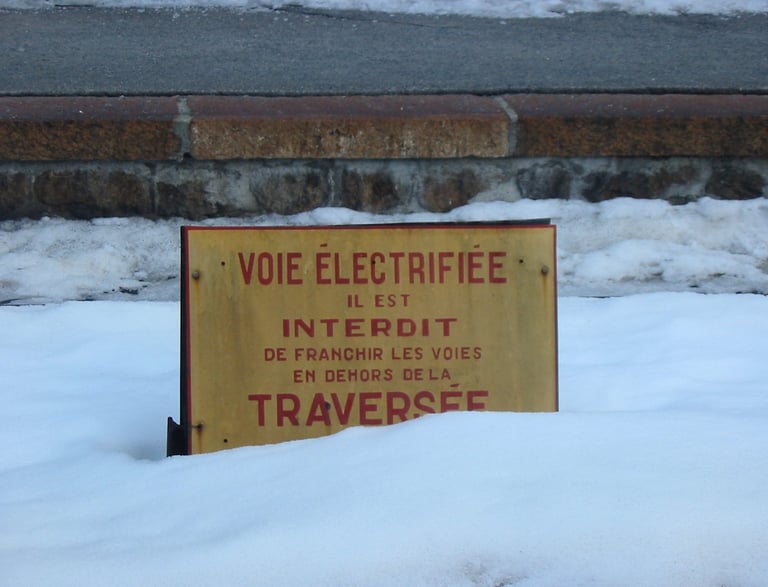 VOIE ÉLECTRIFIÉE
IL EST
INTERDIT
DE FRANCHIR LES VOIES
EN DEHORS DE LA
TRAVERSÉE